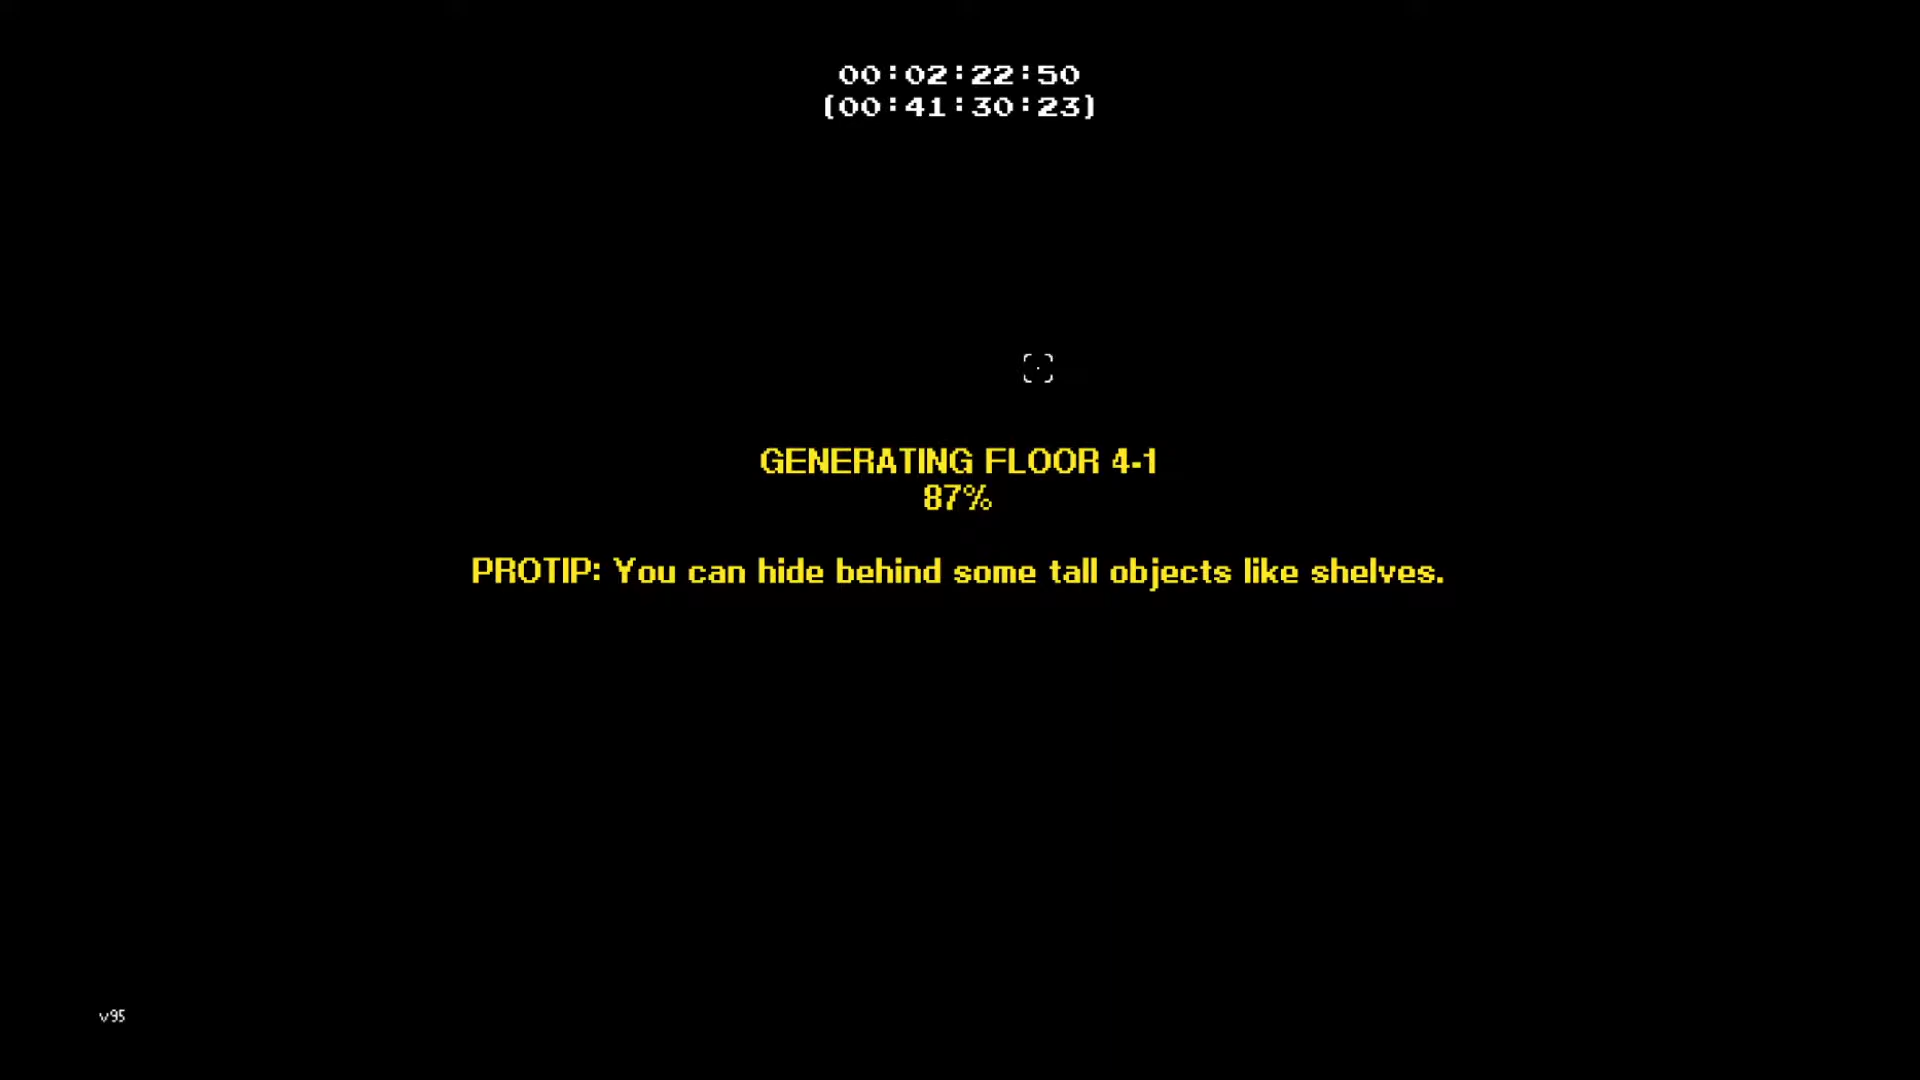 00:02:22:50
(00:41:30:23)
GENERATING FLOOR 4-1
87%
PROTIP: You can hide behind some tall objects like shelves.
v95